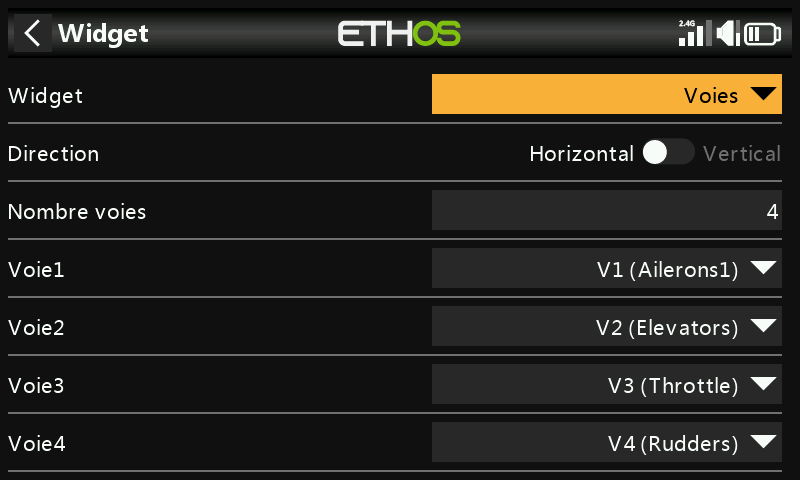 Widget
ETHOS
2.4G
Widget Voies
Direction Horizontal Vertical
Nombre voies 4
Voie1 V1 (Ailerons1)
Voie2 V2 (Elevators)
Voie3 V3 (Throttle)
Voie4 V4 (Rudders)